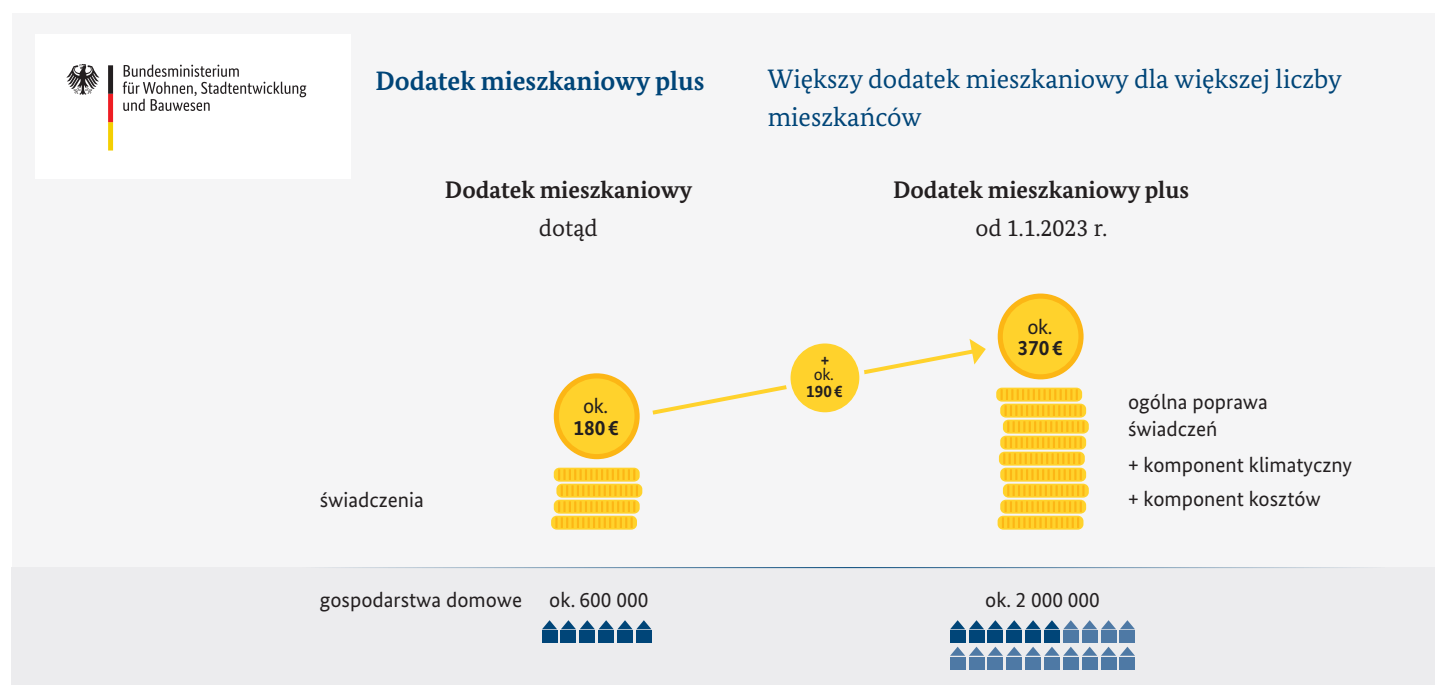 Bundesministerium
für Wohnen, Stadtentwicklung
und Bauwesen
Dodatek mieszkaniowy plus
Większy dodatek mieszkaniowy dla większej liczby
mieszkańców
Dodatek mieszkaniowy
dotąd
Dodatek mieszkaniowy plus
od 1.1.2023 r.
ok.
180 €
+
ok.
190 €
ok.
370 €
świadczenia
ogólna poprawa
świadczeń
+ komponent klimatyczny
+ komponent kosztów
gospodarstwa domowe
ok. 600 000
ok. 2 000 000